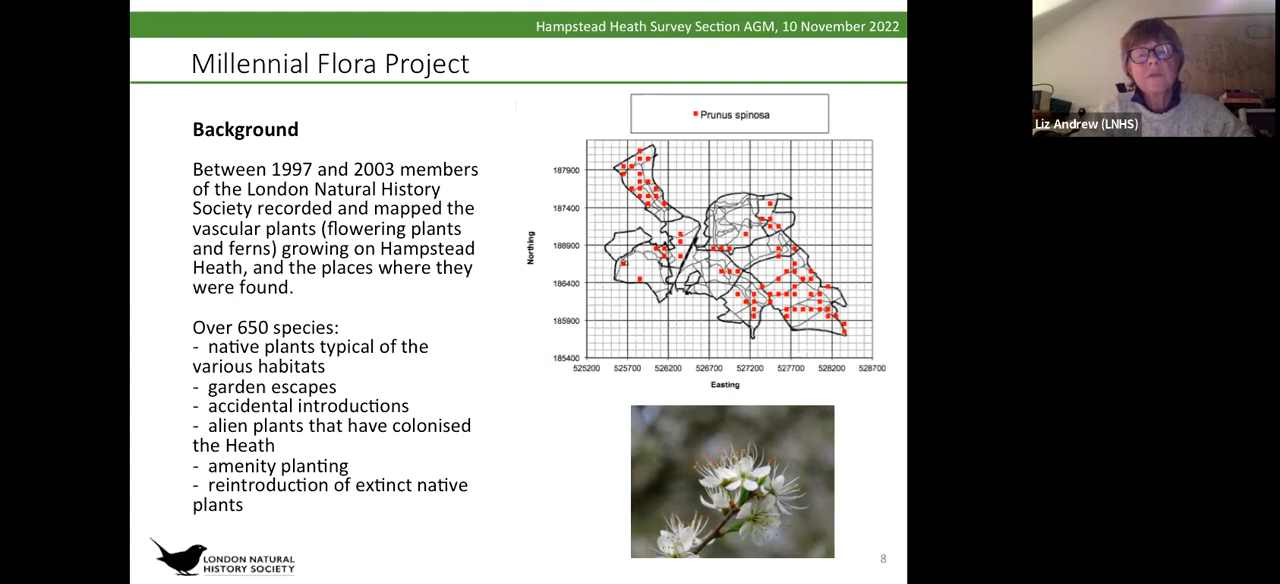 Hampstead Heath Survey Section AGM, 10 November 2022
Millennial Flora Project
Background
Between 1997 and 2003 members
of the London Natural History
Society recorded and mapped the
vascular plants (flowering plants
and ferns) growing on Hampstead
Heath, and the places where they
were found.
Over 650 species:
- native plants typical of the
various habitats
- garden escapes
- accidental introductions
- alien plants that have colonised
the Heath
- amenity planting
- reintroduction of extinct native
plants
Prunus spinosa
Northing
187900
187400
186900
186400
185900
185400
525200 525700 526200 526700 527200 527700 528200 528700
Easting
LONDON NATURAL
HISTORY SOCIETY
8
Liz Andrew (LNHS)